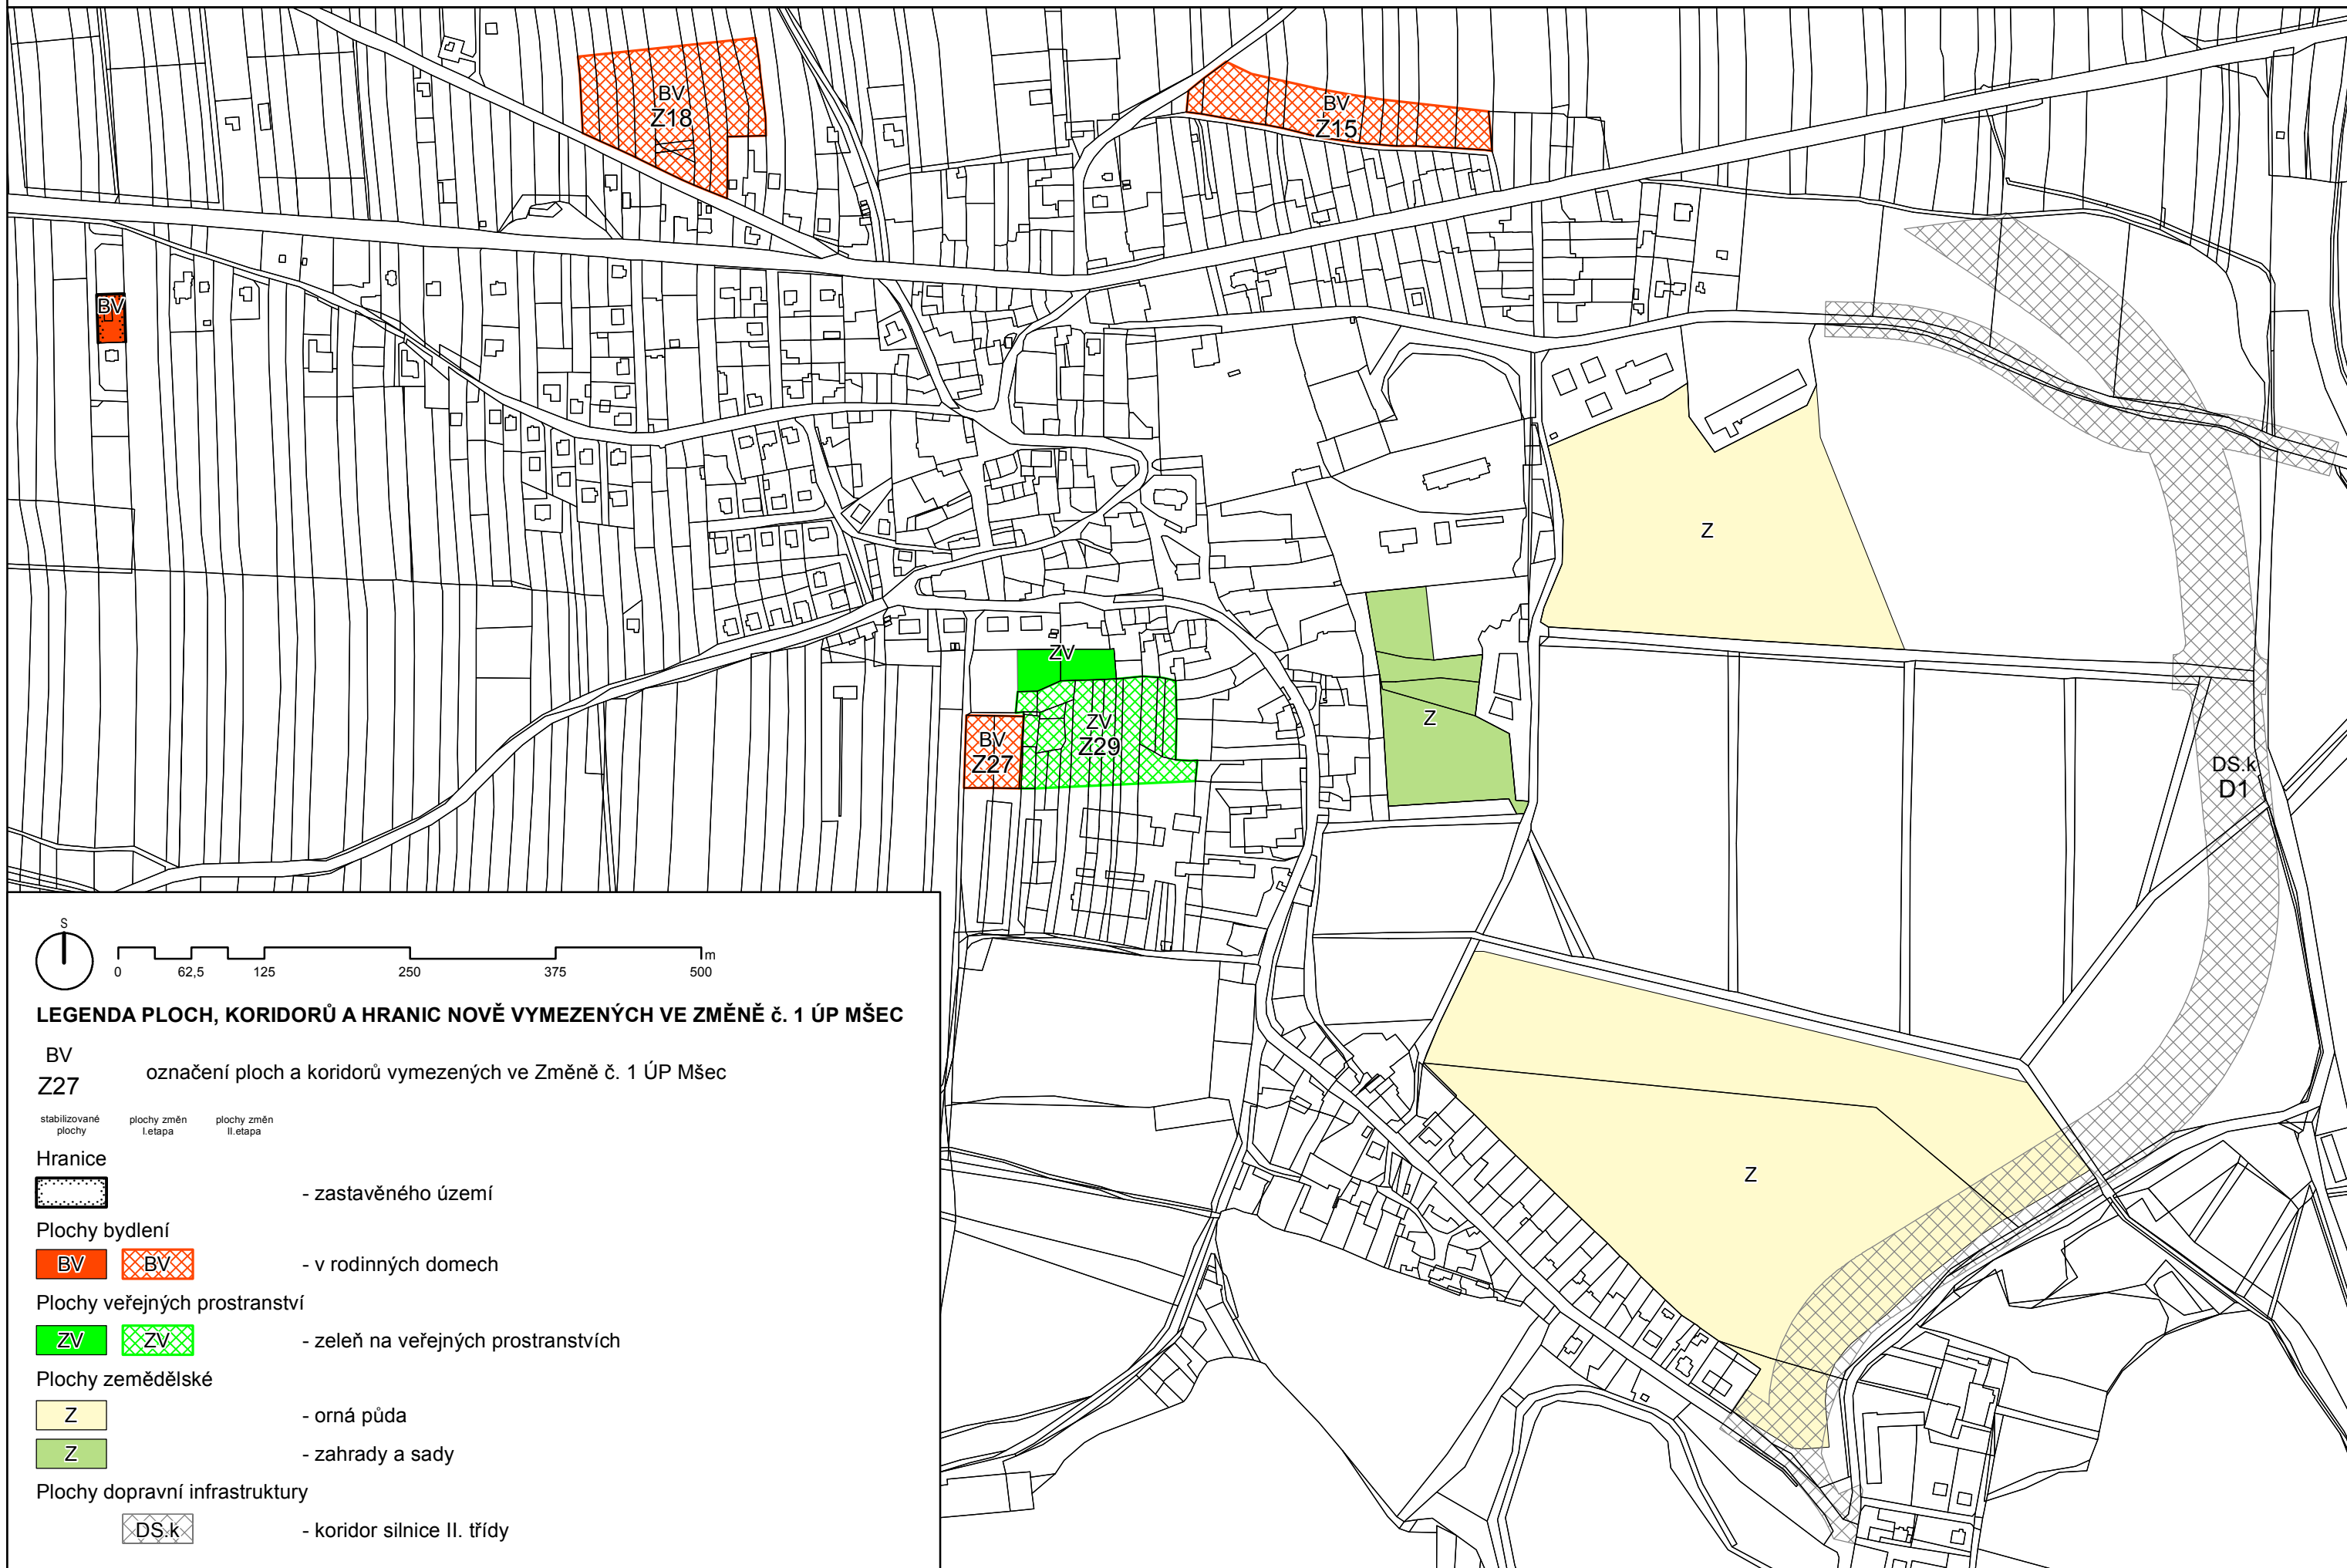 BV
Z18
BV
Z15
BV
Z
ZV
ZV
Z29
BV
Z27
Z
DS.k
D1
Z
S
0 62,5 125 250 375 500 m
LEGENDA PLOCH, KORIDORŮ A HRANIC NOVĚ VYMEZENÝCH VE ZMĚNĚ č. 1 ÚP MŠEC
BV
Z27
označení ploch a koridorů vymezených ve Změně č. 1 ÚP Mšec
stabilizované plochy změn plochy změn
plochy I.etapa II.etapa
Hranice
- zastavěného území
Plochy bydlení
BV BV - v rodinných domech
Plochy veřejných prostranství
ZV ZV - zeleň na veřejných prostranstvích
Plochy zemědělské
Z - orná půda
Z - zahrady a sady
Plochy dopravní infrastruktury
DS.k - koridor silnice II. třídy